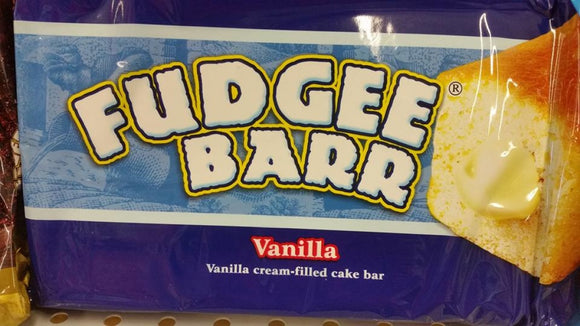 FUDGEE
BARR®
Vanilla
Vanilla cream-filled cake bar